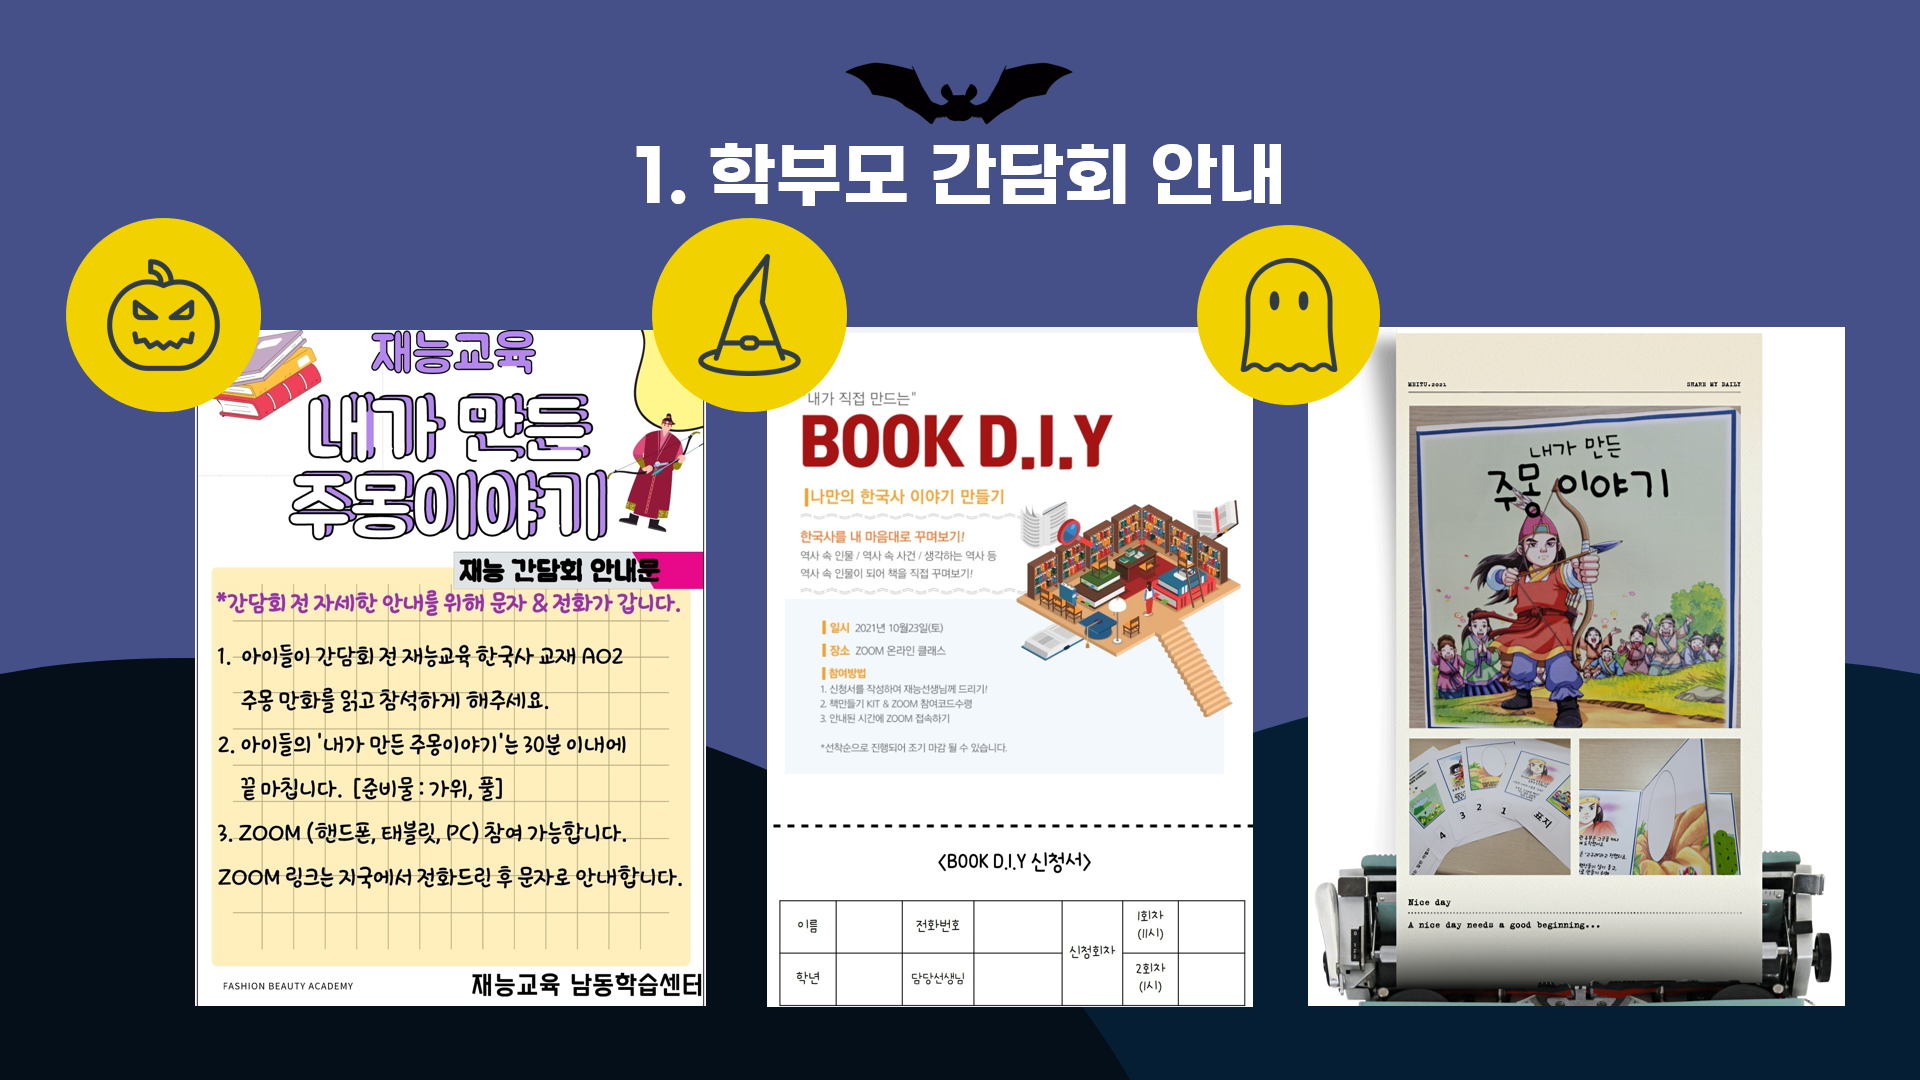 1. 학부모 간담회 안내
재능교육
내가 만든
주몽이야기
재능 간담회 안내문
*간담회 전 자세한 안내를 위해 문자 & 전화가 갑니다.
1. 아이들이 간담회 전 재능교육 한국사 교재 A02
주몽 만화를 읽고 참석하게 해주세요.
2. 아이들의 '내가 만든 주몽이야기'는 30분 이내에
끝 마칩니다. [준비물 : 가위, 풀]
3. ZOOM (핸드폰, 태블릿, PC) 참여 가능합니다.
ZOOM 링크는 지국에서 전화드린 후 문자로 안내합니다.
FASHION BEAUTY ACADEMY
재능교육 남동학습센터
내가 직접 만드는"
BOOK D.I.Y
나만의 한국사 이야기 만들기
한국사를 내 마음대로 꾸며보기!
역사 속 인물 / 역사 속 사건 / 생각하는 역사 등
역사 속 인물이 되어 책을 직접 꾸며보기!
일시 2021년 10월23일(토)
장소 ZOOM 온라인 클래스
참여방법
1. 신청서를 작성하여 재능선생님께 드리기!
2. 책만들기 KIT & ZOOM 참여코드수령
3. 안내된 시간에 ZOOM 접속하기
*선착순으로 진행되어 조기 마감 될 수 있습니다.
<BOOK D.I.Y 신청서>
이름 전화번호 신청회차 1회차
(11시)
학년 담당선생님 2회차
(1시)
MEITU.2021 SHARE MY DAILY
내가 만든
주몽 이야기
4 3 2 1 표지
Nice day
A nice day needs a good beginning...